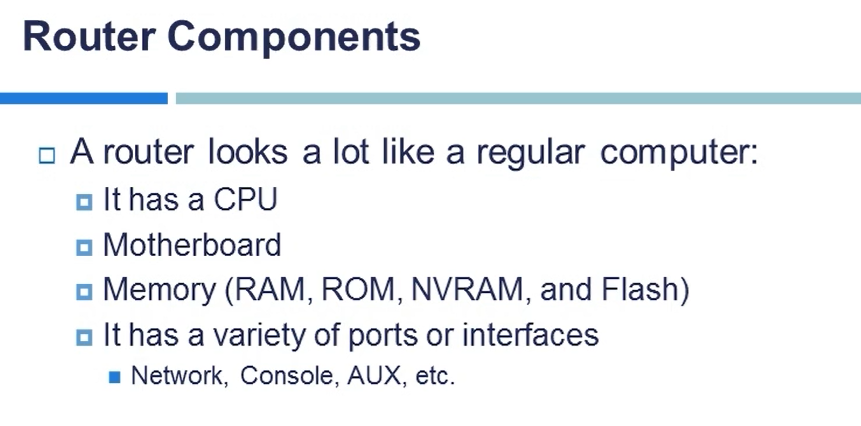 Router Components
A router looks a lot like a regular computer:
It has a CPU
Motherboard
Memory (RAM, ROM, NVRAM, and Flash)
It has a variety of ports or interfaces
Network, Console, AUX, etc.